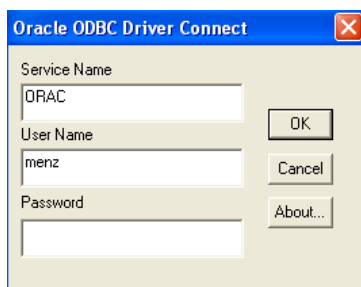 Oracle ODBC Driver Connect
Service Name
ORAC
OK
User Name
menz
Cancel
Password
About...